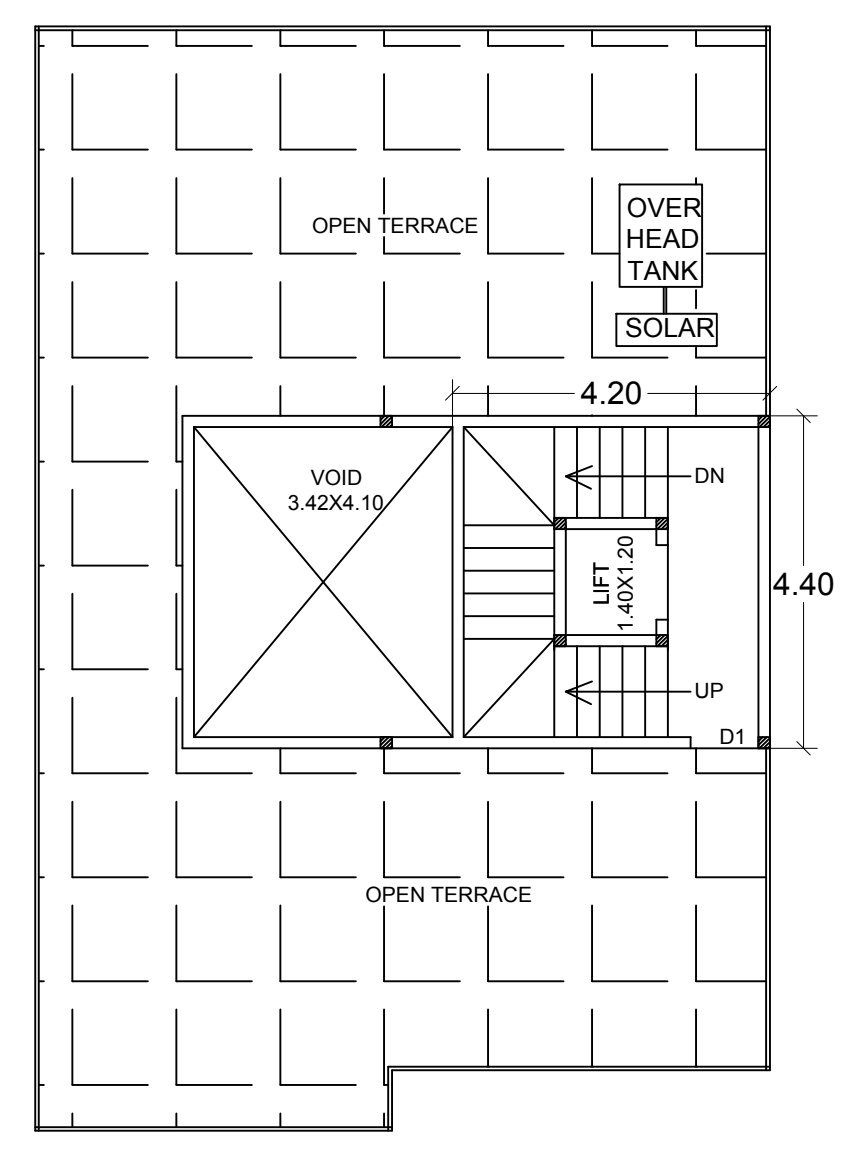 OPEN TERRACE
OVER
HEAD
TANK
SOLAR
4.20
VOID
3.42X4.10
DN
LIFT
1.40X1.20
4.40
UP
D1
OPEN TERRACE